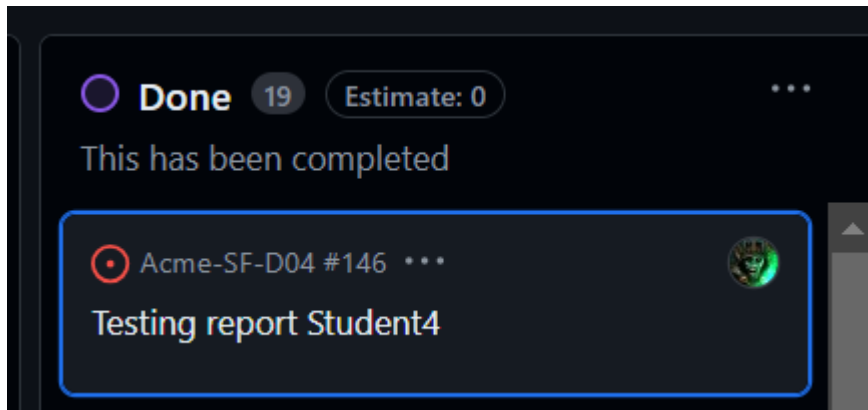 Done 19 Estimate: 0
This has been completed
Acme-SF-D04 #146
Testing report Student4